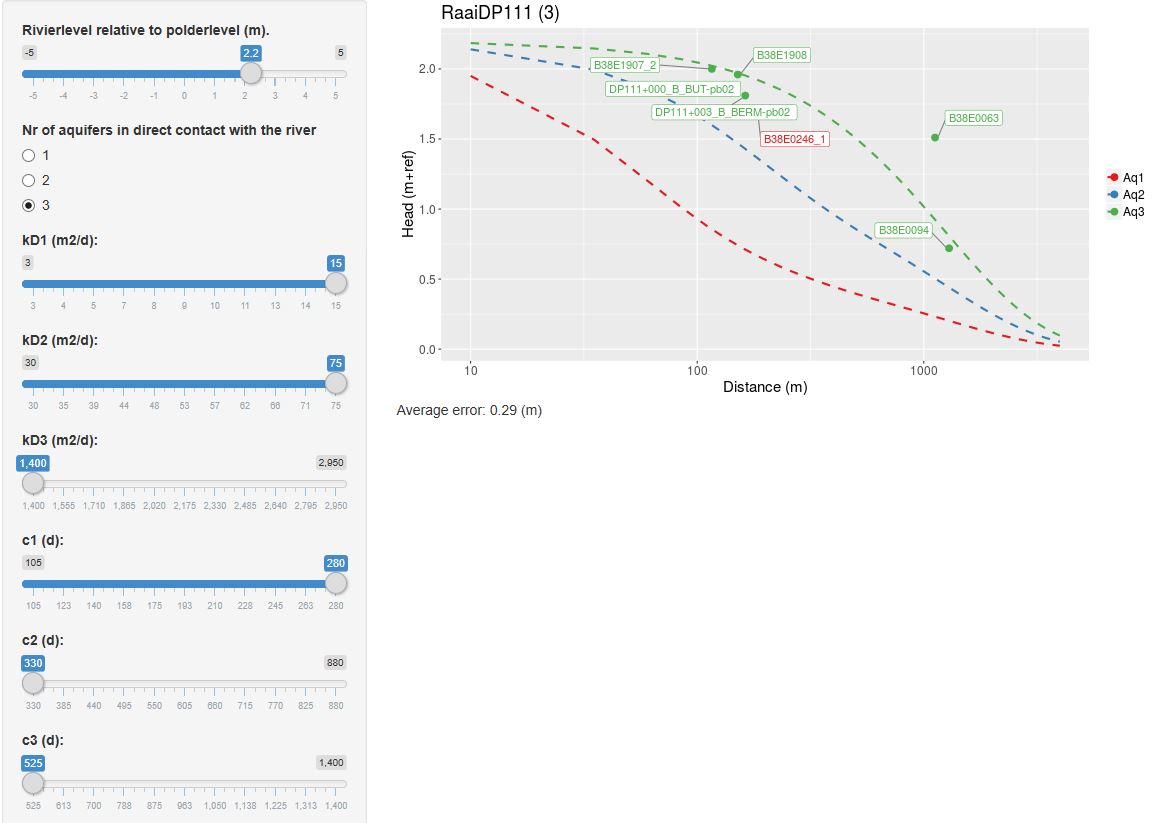 Rivierlevel relative to polderlevel (m).
-5 2.2 5
-5 -4 -3 -2 -1 0 1 2 3 4 5
Nr of aquifers in direct contact with the river
1
2
3
kD1 (m2/d):
3 15
3 4 5 7 8 9 10 11 13 14 15
kD2 (m2/d):
30 75
30 35 39 44 48 53 57 62 66 71 75
kD3 (m2/d):
1,400 2,950
1,400 1,555 1,710 1,865 2,020 2,175 2,330 2,485 2,640 2,795 2,950
c1 (d):
105 280
105 123 140 158 175 193 210 228 245 263 280
c2 (d):
330 880
330 385 440 495 550 605 660 715 770 825 880
c3 (d):
525 1,400
525 613 700 788 875 963 1,050 1,138 1,225 1,313 1,400
RaaiDP111 (3)
Head (m+ref)
2.0
1.5
1.0
0.5
0.0
B38E1908
B38E1907_2
DP111+000_B_BUT-pb02
DP111+003_B_BERM-pb02
B38E0063
B38E0246_1
B38E0094
10 100 1000
Distance (m)
Aq1
Aq2
Aq3
Average error: 0.29 (m)